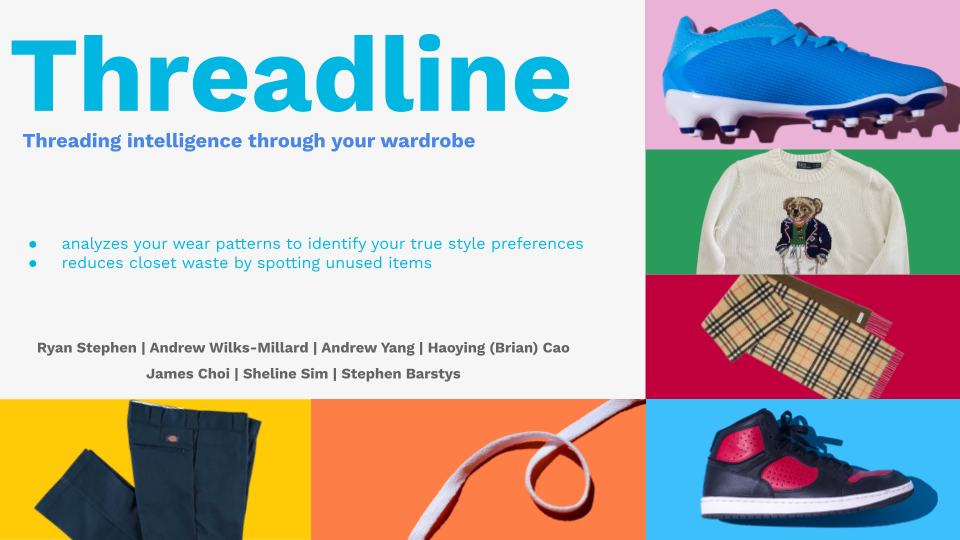 Threadline
Threading intelligence through your wardrobe
● analyzes your wear patterns to identify your true style preferences
● reduces closet waste by spotting unused items
Ryan Stephen | Andrew Wilks-Millard | Andrew Yang | Haoying (Brian) Cao
James Choi | Sheline Sim | Stephen Barstys